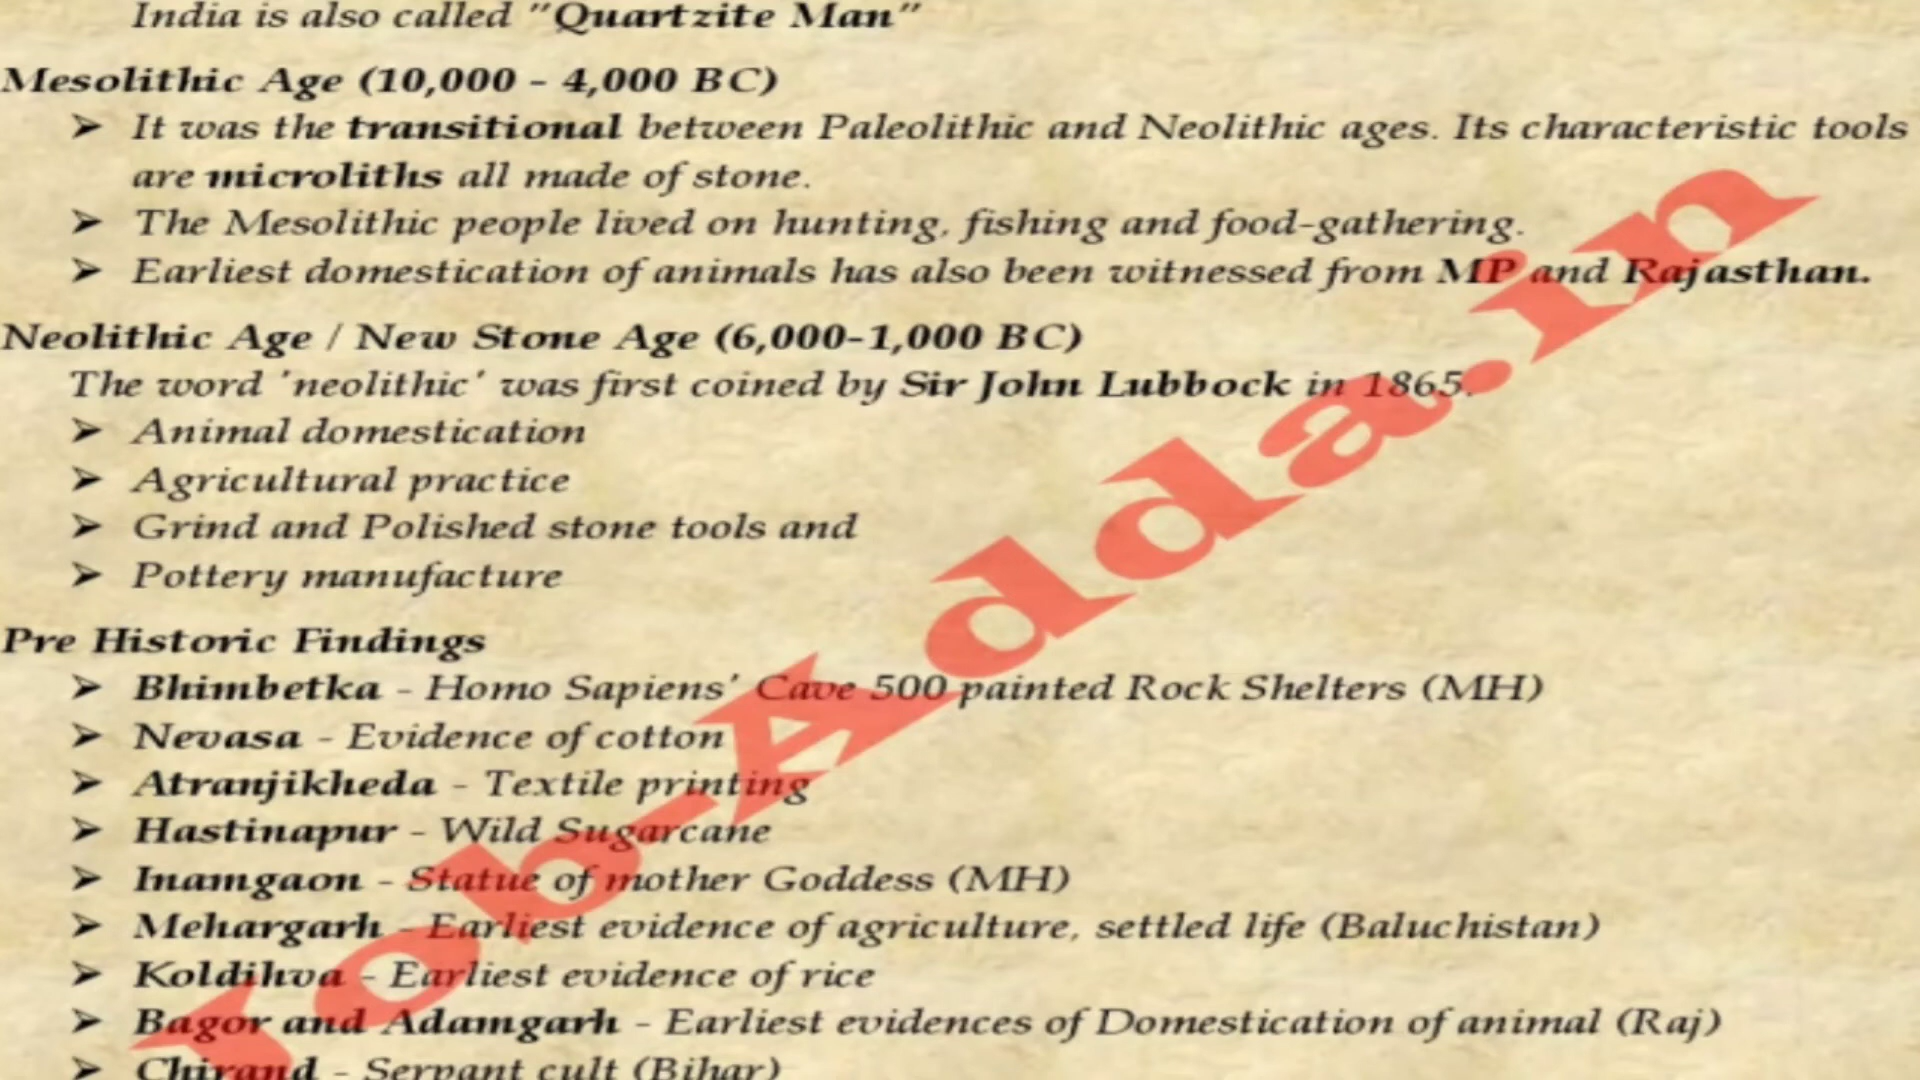 India is also called "Quartzite Man"
Mesolithic Age (10,000 - 4,000 BC)
➢ It was the transitional between Paleolithic and Neolithic ages. Its characteristic tools
are microliths all made of stone.
➢ The Mesolithic people lived on hunting, fishing and food-gathering.
➢ Earliest domestication of animals has also been witnessed from MP and Rajasthan.
Neolithic Age / New Stone Age (6,000-1,000 BC)
The word 'neolithic' was first coined by Sir John Lubbock in 1865.
➢ Animal domestication
➢ Agricultural practice
➢ Grind and Polished stone tools and
➢ Pottery manufacture
Pre Historic Findings
➢ Bhimbetka - Homo Sapiens' Cave 500 painted Rock Shelters (MH)
➢ Nevasa - Evidence of cotton
➢ Atranjikheda - Textile printing
➢ Hastinapur - Wild Sugarcane
➢ Inamgaon - Statue of mother Goddess (MH)
➢ Mehargarh - Earliest evidence of agriculture, settled life (Baluchistan)
➢ Koldihva - Earliest evidence of rice
➢ Bagor and Adamgarh - Earliest evidences of Domestication of animal (Raj)
➢ Chirand - Serpant cult (Bihar)
Job-Adda.in